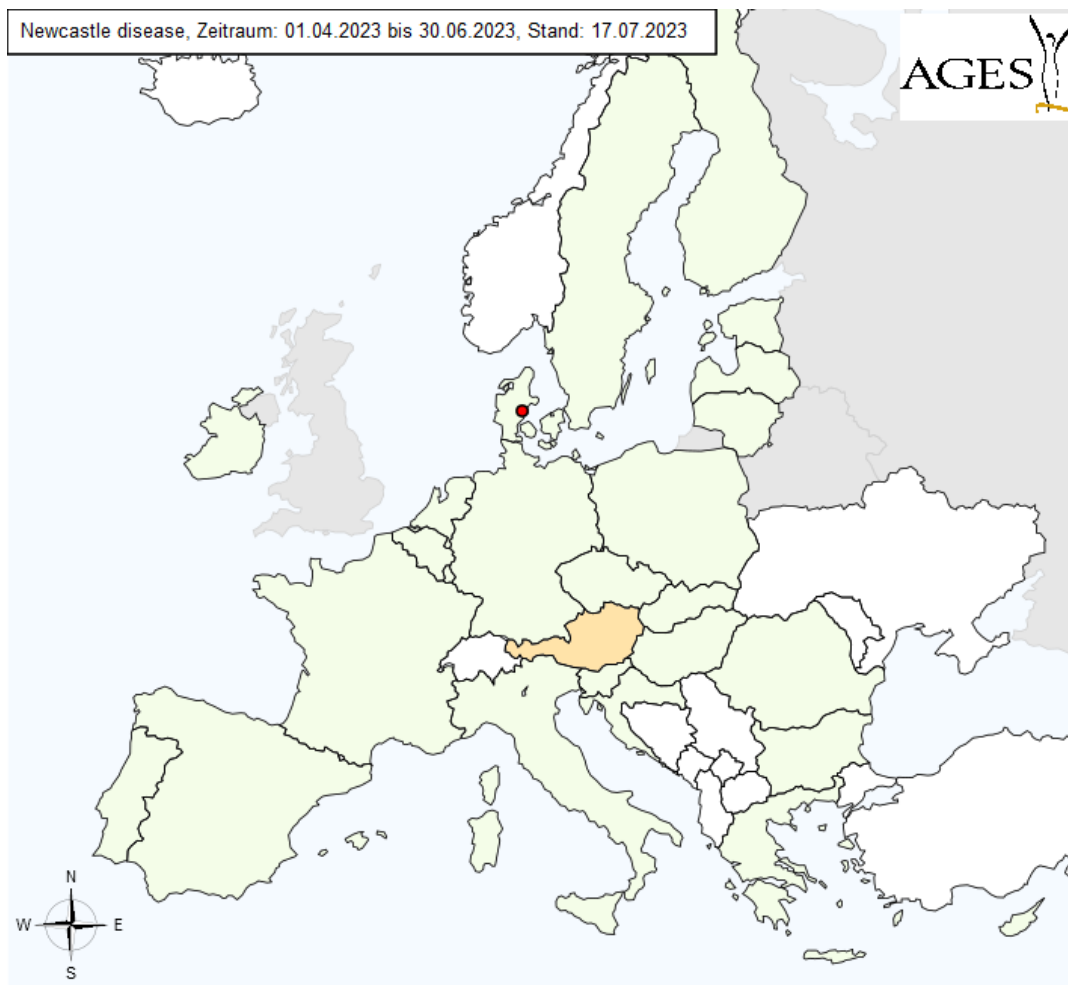 Newcastle disease, Zeitraum: 01.04.2023 bis 30.06.2023, Stand: 17.07.2023
AGES
N
W E
S